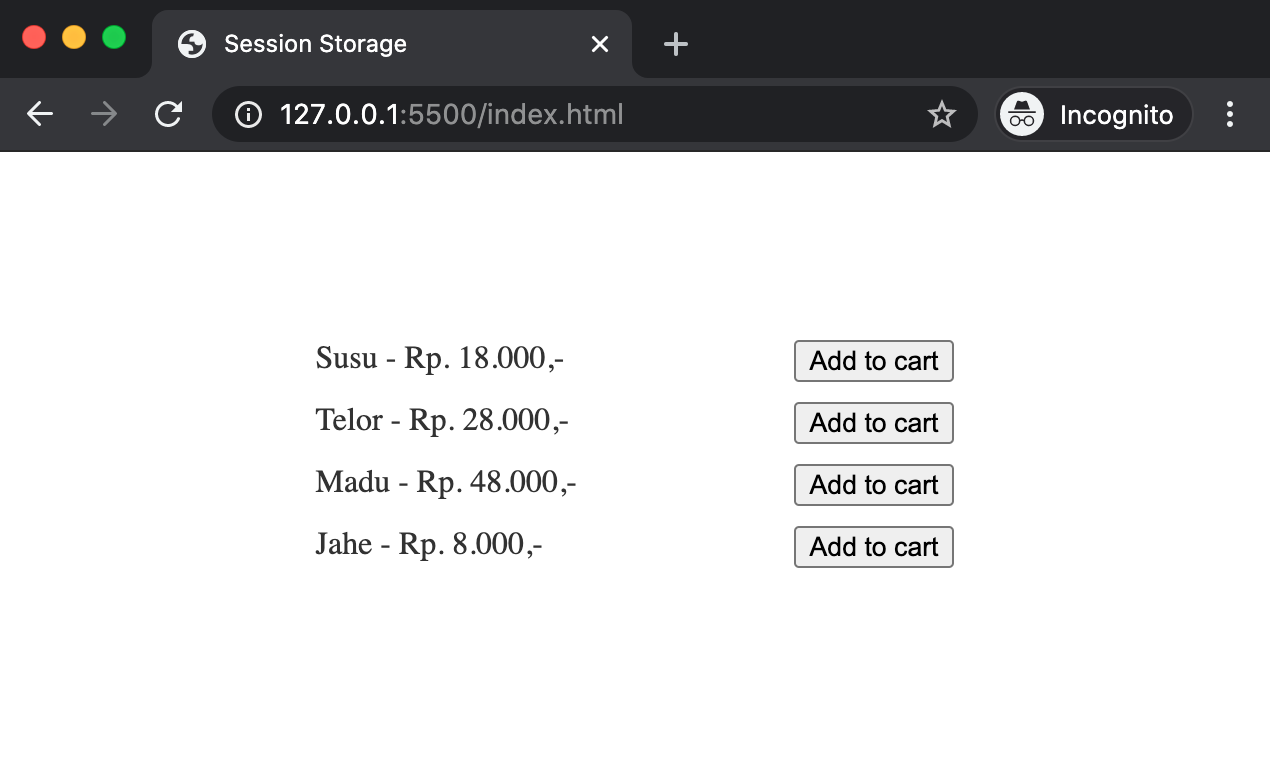 Session Storage
127.0.0.1:5500/index.html
Incognito
Susu - Rp. 18.000,- Add to cart
Telor - Rp. 28.000,- Add to cart
Madu - Rp. 48.000,- Add to cart
Jahe - Rp. 8.000,- Add to cart